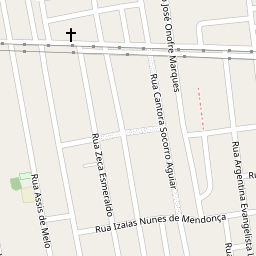 a José Onofre Marques
Rua Cantora Socorro Aguiar
Rua Zeca Esmeraldo
Rua Assis de Melo
Rua Argentina Evangelista
Rua Izaias Nunes de Mendonça